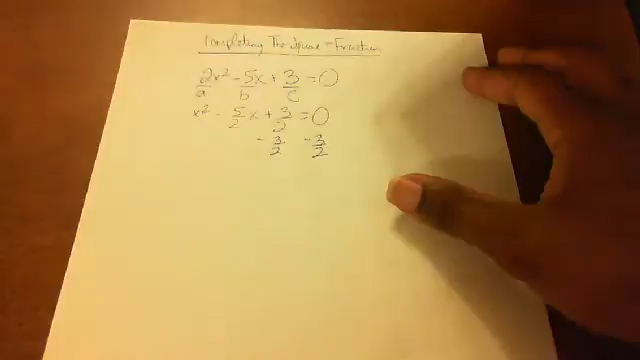 Completing The Square - Fractions
2x² - 5x + 3 = 0
a b c
x² - 5/2 x + 3/2 = 0
- 3/2 - 3/2